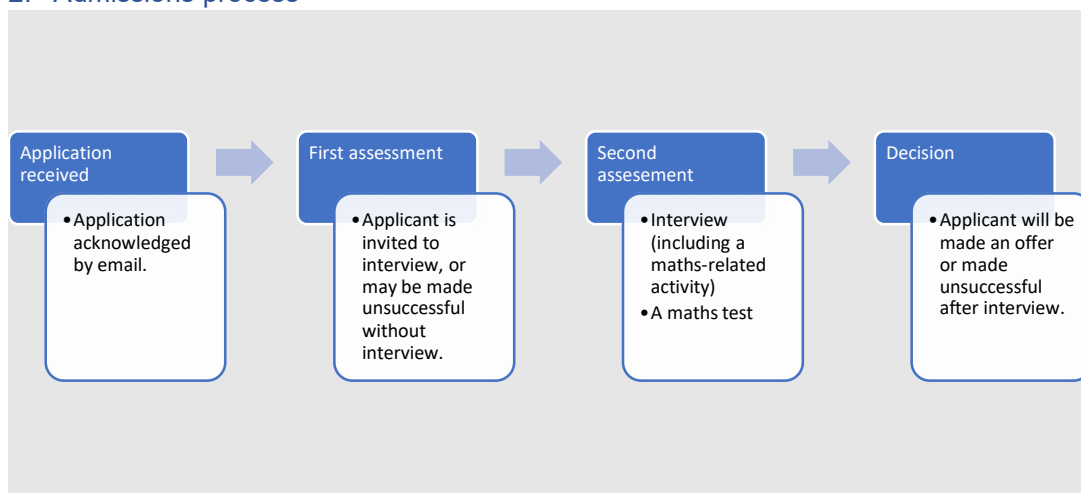 2. Admissions process
Application
received
• Application
acknowledged
by email.
First assessment
• Applicant is
invited to
interview, or
may be made
unsuccessful
without
interview.
Second
assesement
• Interview
(including a
maths-related
activity)
• A maths test
Decision
• Applicant will be
made an offer
or made
unsuccessful
after interview.